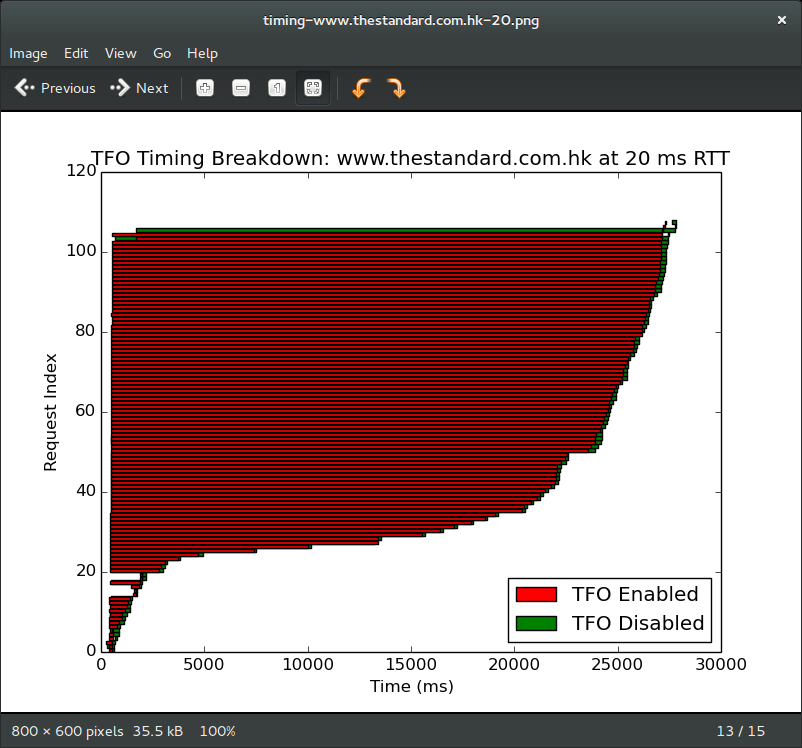 timing-www.thestandard.com.hk-20.png
Image Edit View Go Help
Previous Next
TFO Timing Breakdown: www.thestandard.com.hk at 20 ms RTT
120
100
80
60
40
20
0
Request Index
0 5000 10000 15000 20000 25000 30000
Time (ms)
TFO Enabled
TFO Disabled
800 × 600 pixels 35.5 kB 100% 13 / 15